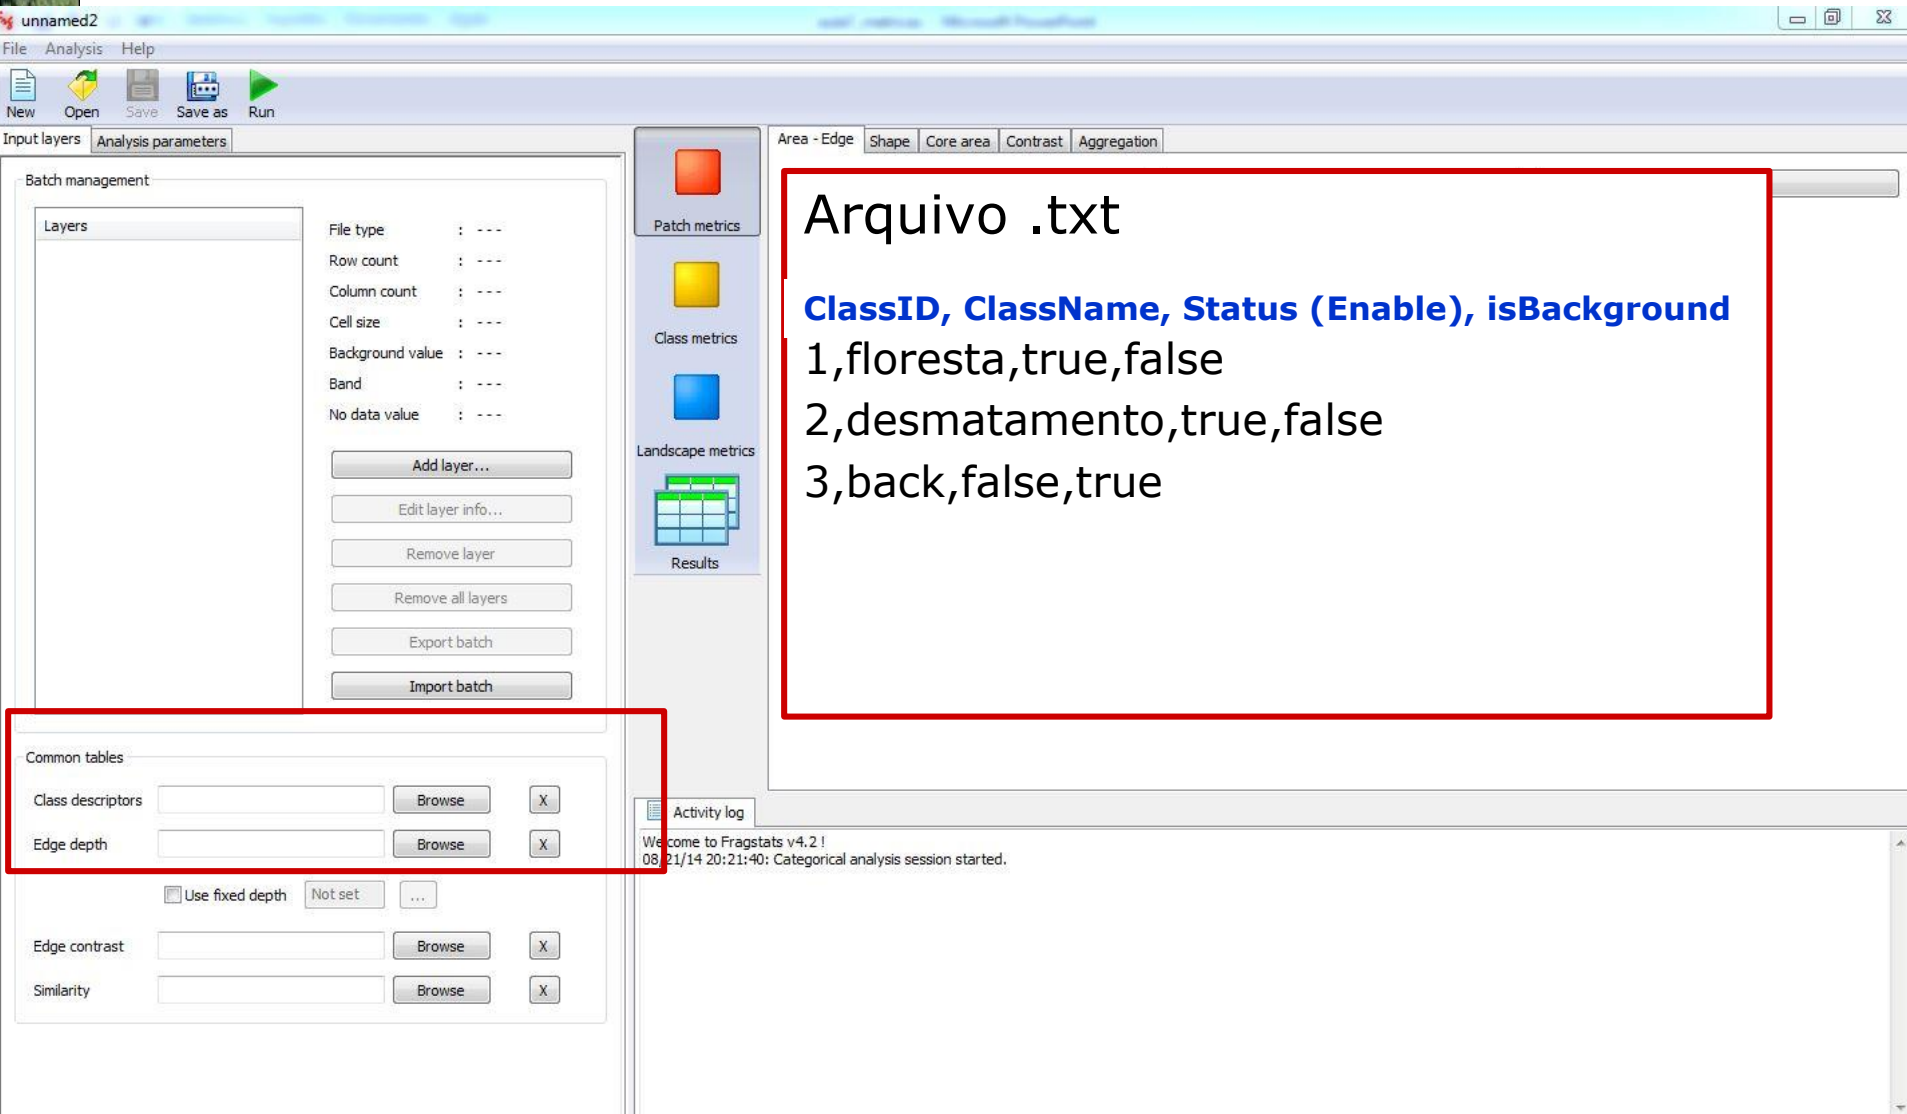 unnamed2
File Analysis Help
New Open Save Save as Run
Input layers Analysis parameters
Batch management
Layers
File type : ---
Row count : ---
Column count : ---
Cell size : ---
Background value : ---
Band : ---
No data value : ---
Add layer...
Edit layer info...
Remove layer
Remove all layers
Export batch
Import batch
Common tables
Class descriptors Browse X
Edge depth Browse X
Use fixed depth Not set ...
Edge contrast Browse X
Similarity Browse X
Patch metrics
Class metrics
Landscape metrics
Results
Area - Edge Shape Core area Contrast Aggregation
Arquivo .txt
ClassID, ClassName, Status (Enable), isBackground
1,floresta,true,false
2,desmatamento,true,false
3,back,false,true
Activity log
Welcome to Fragstats v4.2 !
08/21/14 20:21:40: Categorical analysis session started.